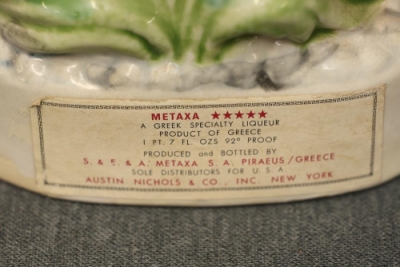 METAXA ★★★★★
A GREEK SPECIALTY LIQUEUR
PRODUCT OF GREECE
1 PT. 7 FL. OZS 92° PROOF
PRODUCED and BOTTLED BY
S. & E. & A. METAXA S. A. PIRAEUS/GREECE
SOLE DISTRIBUTORS FOR U. S. A.
AUSTIN NICHOLS & CO., INC. NEW YORK